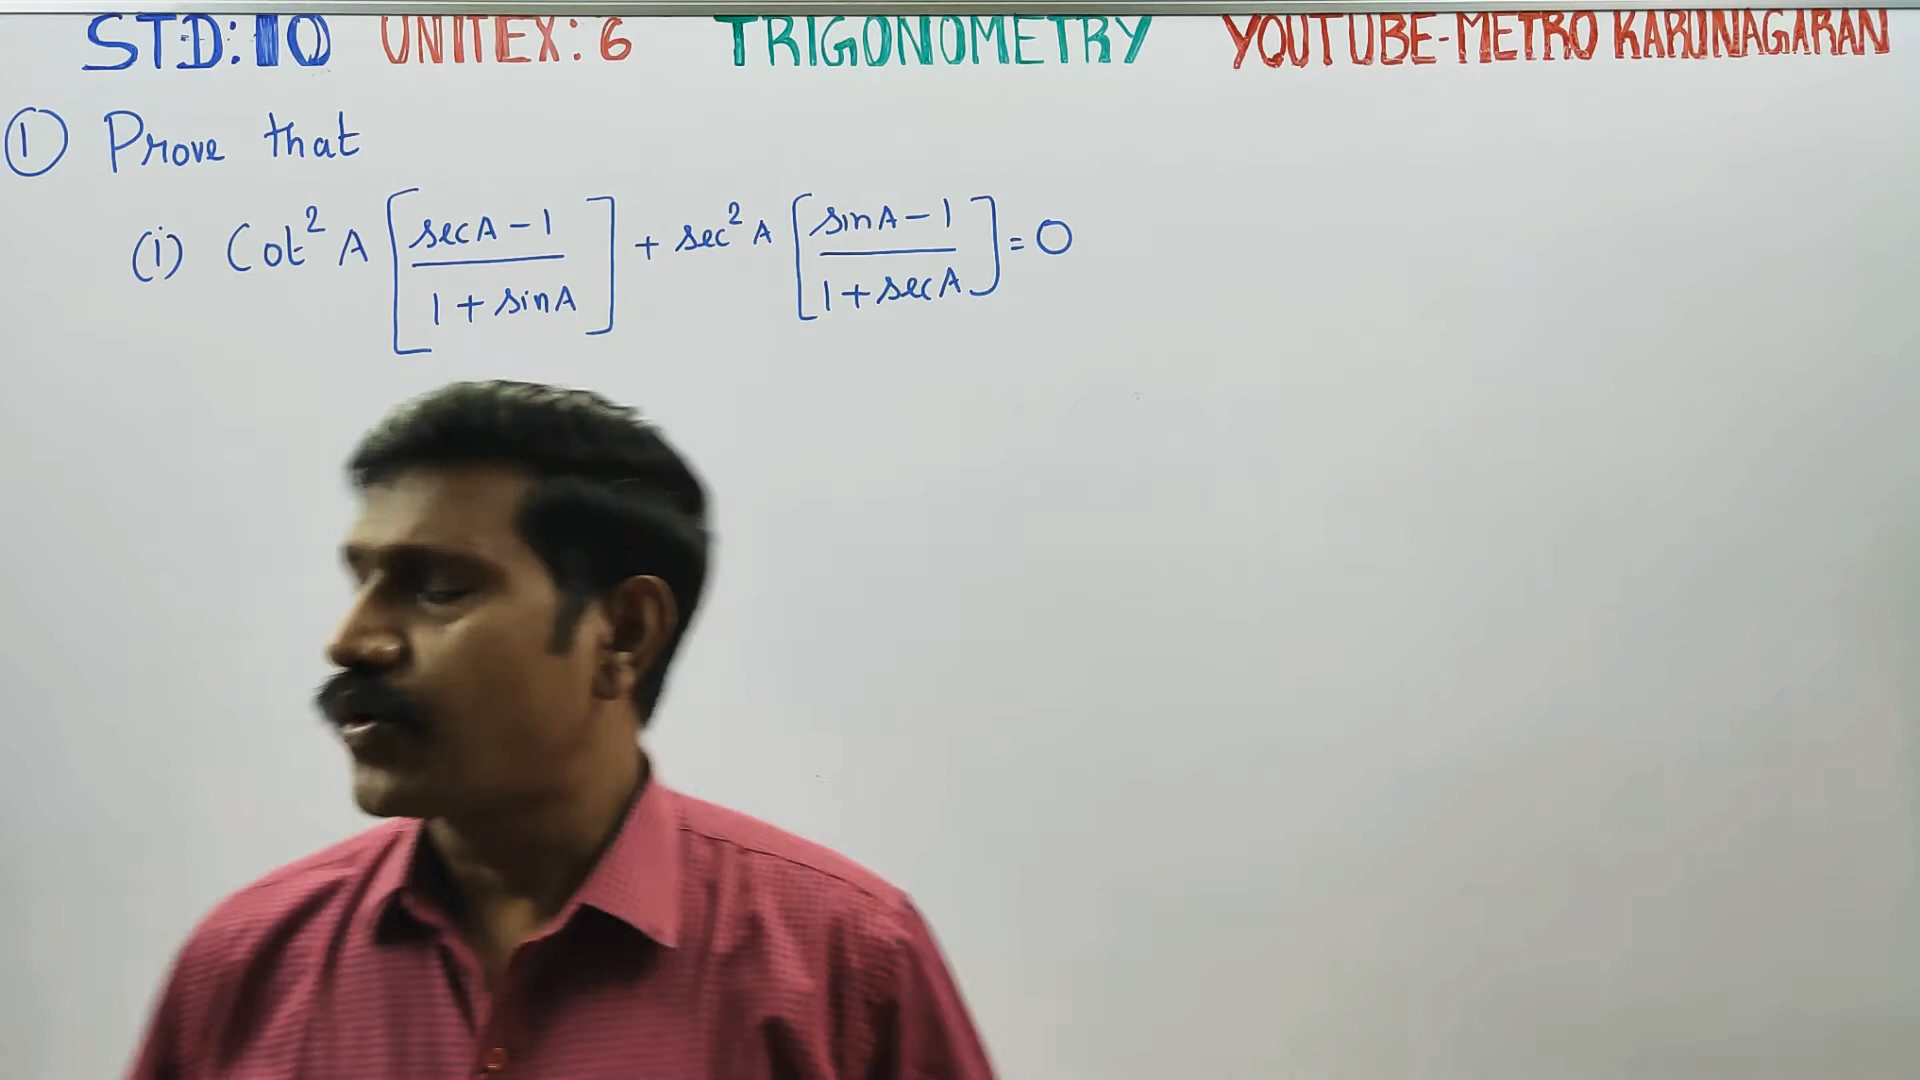 STD:10 UNITEX:6 TRIGONOMETRY YOUTUBE-METRO KARUNAGARAN
① Prove that
(i) Cot² A [secA - 1 / 1 + sinA] + sec² A [sinA - 1 / 1 + secA] = 0